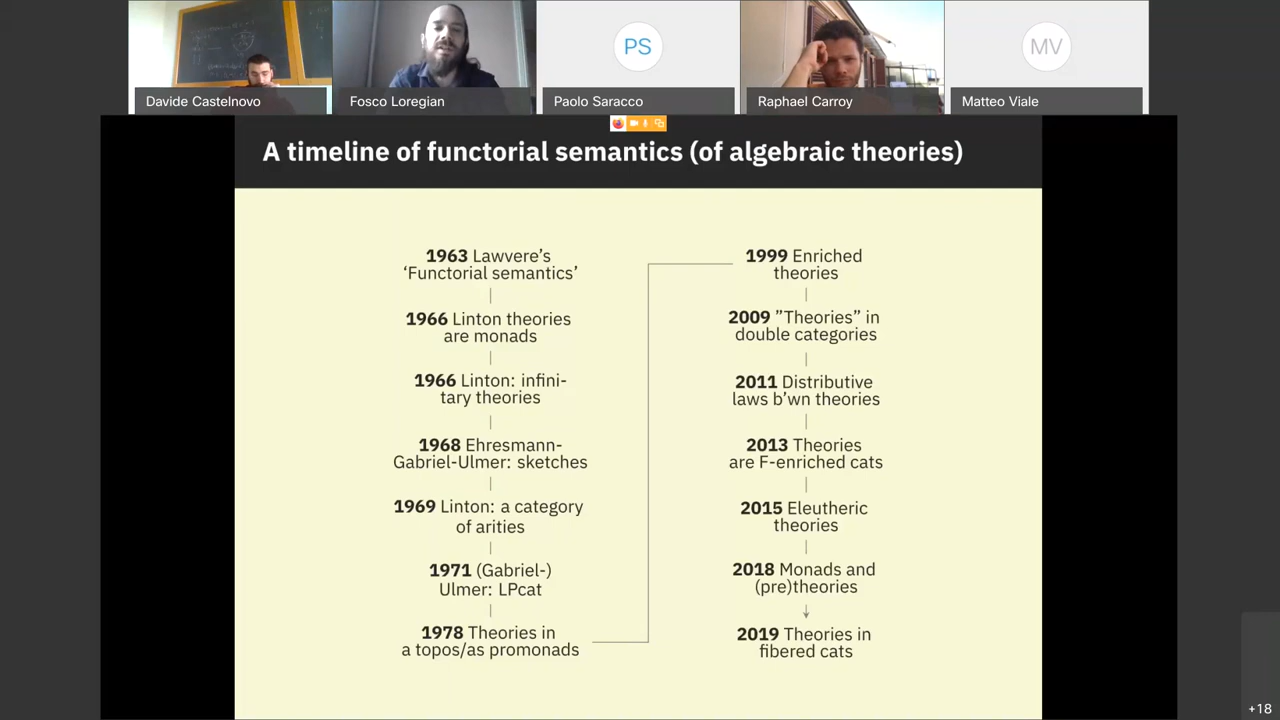 PS
MV
Davide Castelnovo
Fosco Loregian
Paolo Saracco
Raphael Carroy
Matteo Viale
A timeline of functorial semantics (of algebraic theories)
1963 Lawvere's
‘Functorial semantics’
1966 Linton theories
are monads
1966 Linton: infini-
tary theories
1968 Ehresmann-
Gabriel-Ulmer: sketches
1969 Linton: a category
of arities
1971 (Gabriel-)
Ulmer: LPcat
1978 Theories in
a topos/as promonads
1999 Enriched
theories
2009 ”Theories” in
double categories
2011 Distributive
laws b'wn theories
2013 Theories
are F-enriched cats
2015 Eleutheric
theories
2018 Monads and
(pre)theories
2019 Theories in
fibered cats
+18